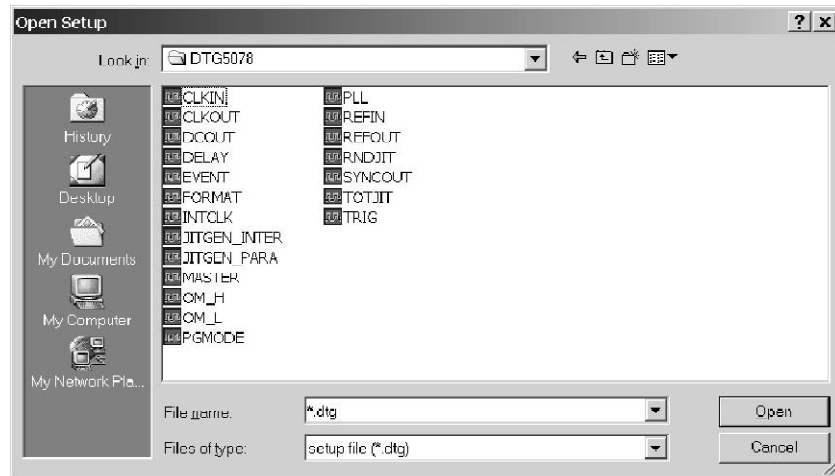 Open Setup
Look in: DTG5078
History
Desktop
My Documents
My Computer
My Network Pla...
CLKIN
CLKOUT
DCOUT
DELAY
EVENT
FORMAT
INTCLK
JITGEN_INTER
JITGEN_PARA
MASTER
OM_H
OM_L
PGMODE
PLL
REFIN
REFOUT
RNDJIT
SYNCOUT
TOTJIT
TRIG
File name: *.dtg
Open
Files of type: setup file (*.dtg)
Cancel